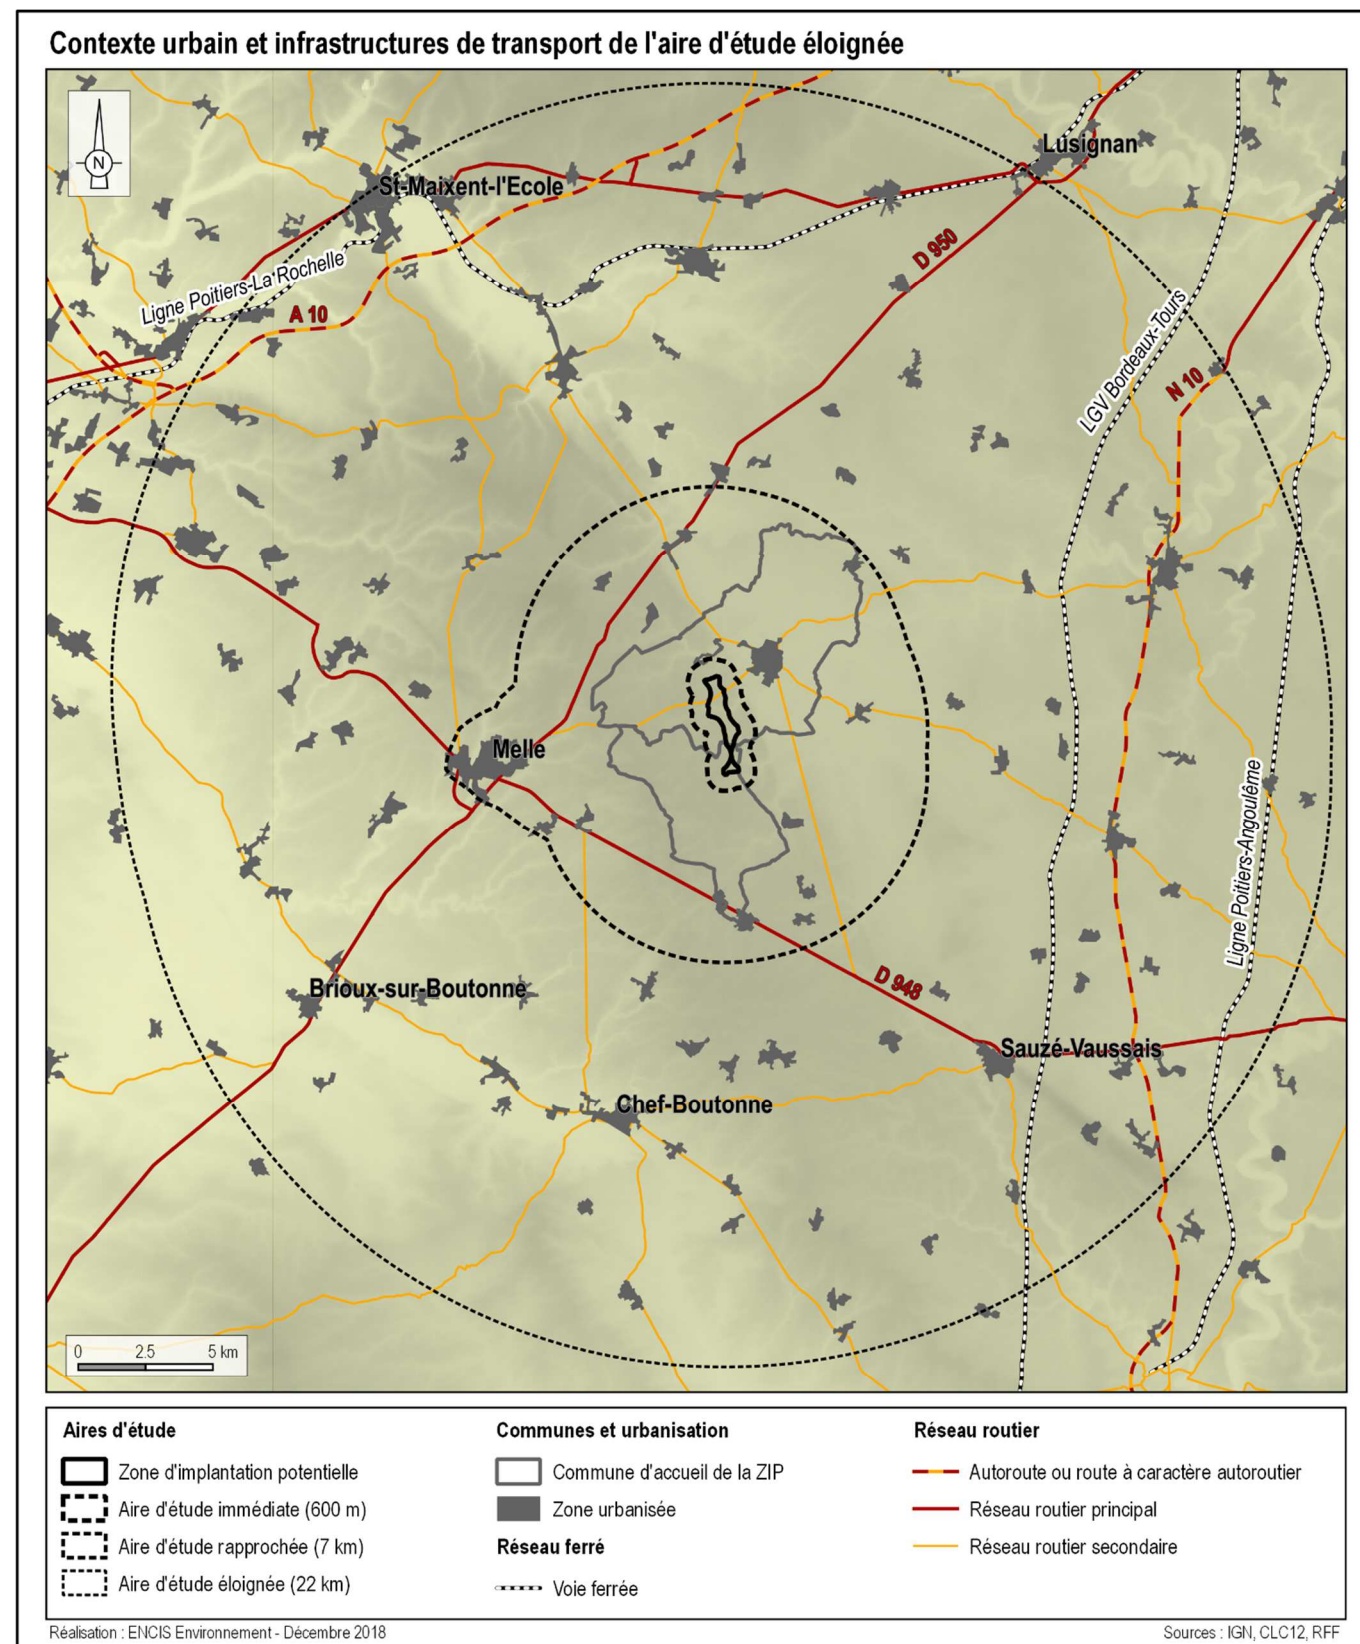 Contexte urbain et infrastructures de transport de l'aire d'étude éloignée
N
Lusignan
St-Maixent-l'Ecole
D 950
Ligne Poitiers-La Rochelle
A 10
LGV Bordeaux-Tours
N 10
Melle
Ligne Poitiers-Angoulême
Brioux-sur-Boutonne
D 948
Sauzé-Vaussais
Chef-Boutonne
0 2.5 5 km
Aires d'étude
Zone d'implantation potentielle
Aire d'étude immédiate (600 m)
Aire d'étude rapprochée (7 km)
Aire d'étude éloignée (22 km)
Communes et urbanisation
Commune d'accueil de la ZIP
Zone urbanisée
Réseau ferré
Voie ferrée
Réseau routier
Autoroute ou route à caractère autoroutier
Réseau routier principal
Réseau routier secondaire
Réalisation : ENCIS Environnement - Décembre 2018
Sources : IGN, CLC12, RFF